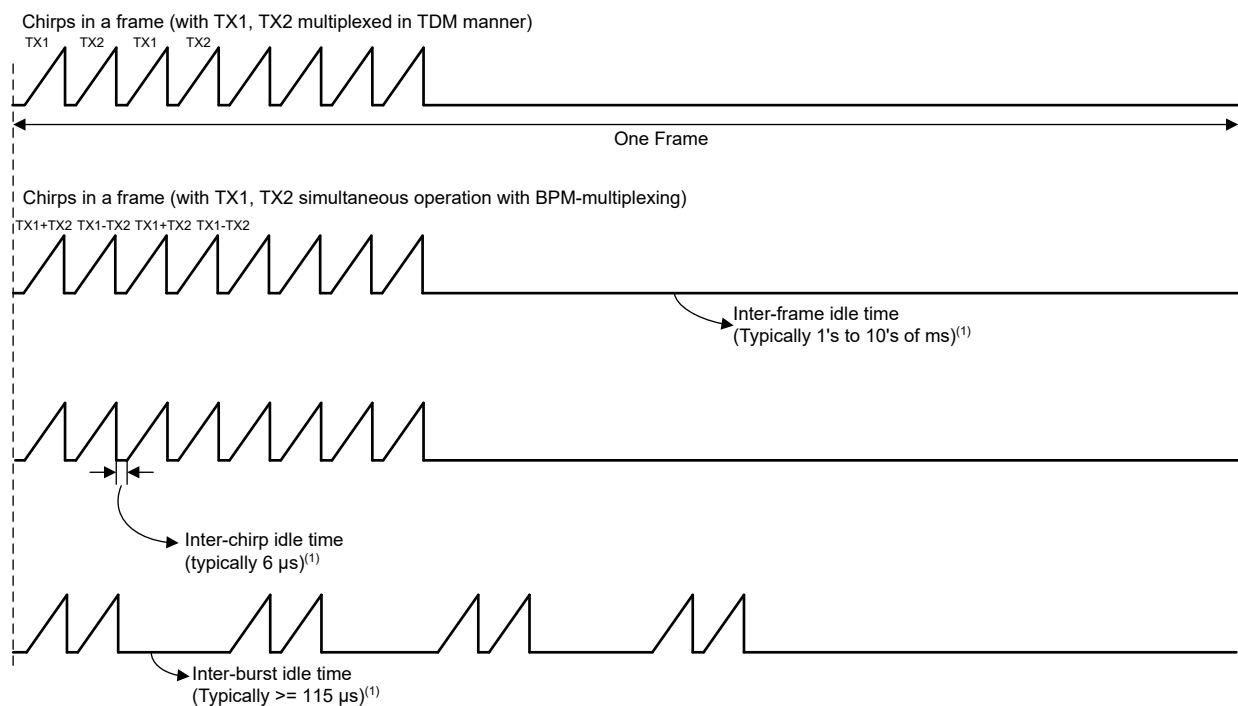 Chirps in a frame (with TX1, TX2 multiplexed in TDM manner)
TX1 TX2 TX1 TX2
One Frame
Chirps in a frame (with TX1, TX2 simultaneous operation with BPM-multiplexing)
TX1+TX2 TX1-TX2 TX1+TX2 TX1-TX2
Inter-frame idle time
(Typically 1's to 10's of ms)(1)
Inter-chirp idle time
(typically 6 µs)(1)
Inter-burst idle time
(Typically >= 115 µs)(1)